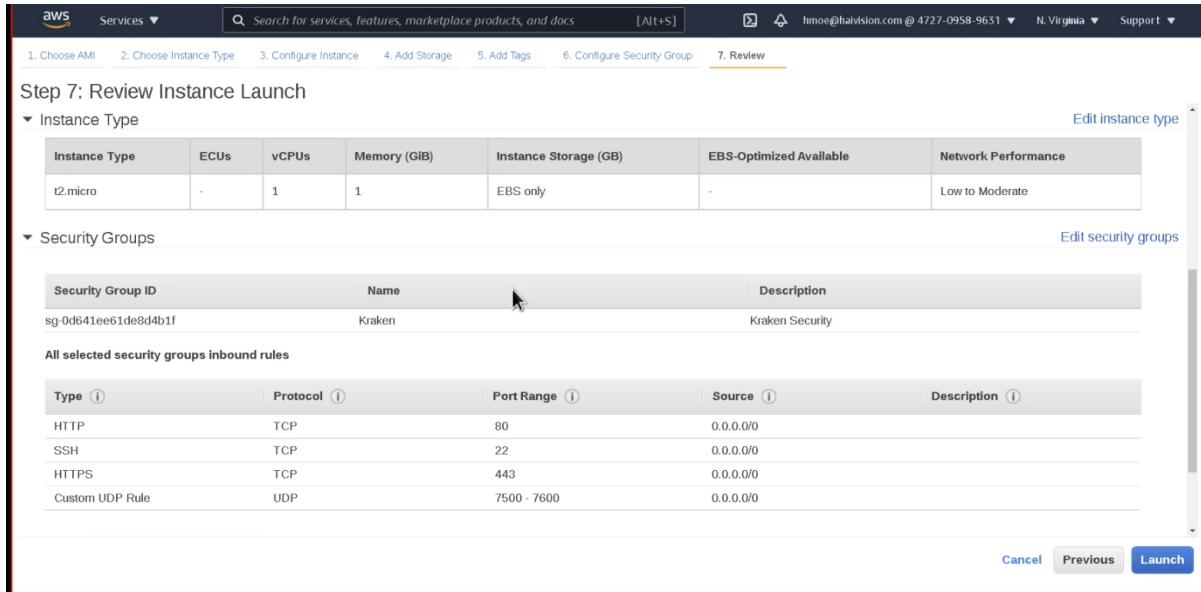 aws Services ▼ Search for services, features, marketplace products, and docs [Alt+S] hmoe@haivision.com @ 4727-0958-9631 ▼ N. Virginia ▼ Support ▼
1. Choose AMI 2. Choose Instance Type 3. Configure Instance 4. Add Storage 5. Add Tags 6. Configure Security Group 7. Review
Step 7: Review Instance Launch
Instance Type Edit instance type
Instance Type ECUs vCPUs Memory (GiB) Instance Storage (GB) EBS-Optimized Available Network Performance
t2.micro - 1 1 EBS only - Low to Moderate
Security Groups Edit security groups
Security Group ID Name Description
sg-0d641ee61de8d4b1f Kraken Kraken Security
All selected security groups inbound rules
Type Protocol Port Range Source Description
HTTP TCP 80 0.0.0.0/0
SSH TCP 22 0.0.0.0/0
HTTPS TCP 443 0.0.0.0/0
Custom UDP Rule UDP 7500 - 7600 0.0.0.0/0
Cancel Previous Launch